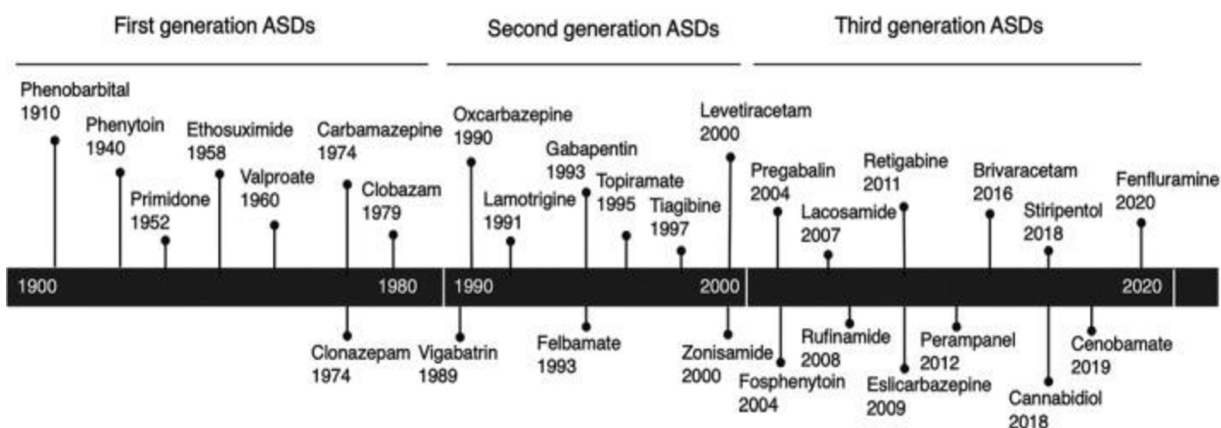 First generation ASDs
Second generation ASDs
Third generation ASDs
Phenobarbital
1910
Phenytoin
1940
Primidone
1952
Ethosuximide
1958
Valproate
1960
Carbamazepine
1974
Clobazam
1979
Oxcarbazepine
1990
Lamotrigine
1991
Gabapentin
1993
Topiramate
1995
Tiagibine
1997
Levetiracetam
2000
Pregabalin
2004
Lacosamide
2007
Retigabine
2011
Brivaracetam
2016
Stiripentol
2018
Fenfluramine
2020
1900
1980
1990
2000
2020
Clonazepam
1974
Vigabatrin
1989
Felbamate
1993
Zonisamide
2000
Fosphenytoin
2004
Rufinamide
2008
Eslicarbazepine
2009
Perampanel
2012
Cannabidiol
2018
Cenobamate
2019